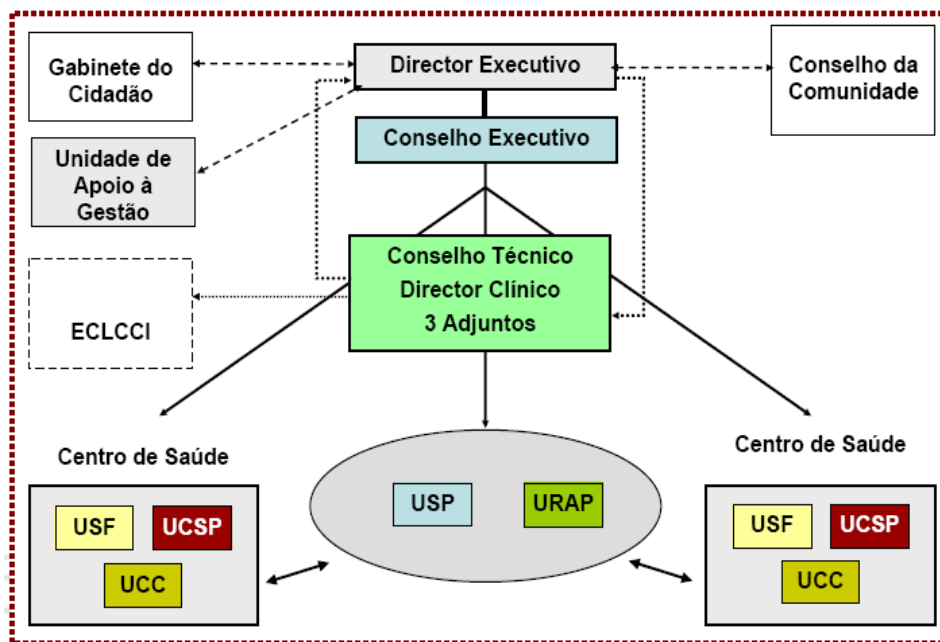 Gabinete do
Cidadão
Director Executivo
Conselho da
Comunidade
Conselho Executivo
Unidade de
Apoio à
Gestão
Conselho Técnico
Director Clínico
3 Adjuntos
ECLCCI
Centro de Saúde
USF
UCSP
UCC
USP
URAP
Centro de Saúde
USF
UCSP
UCC